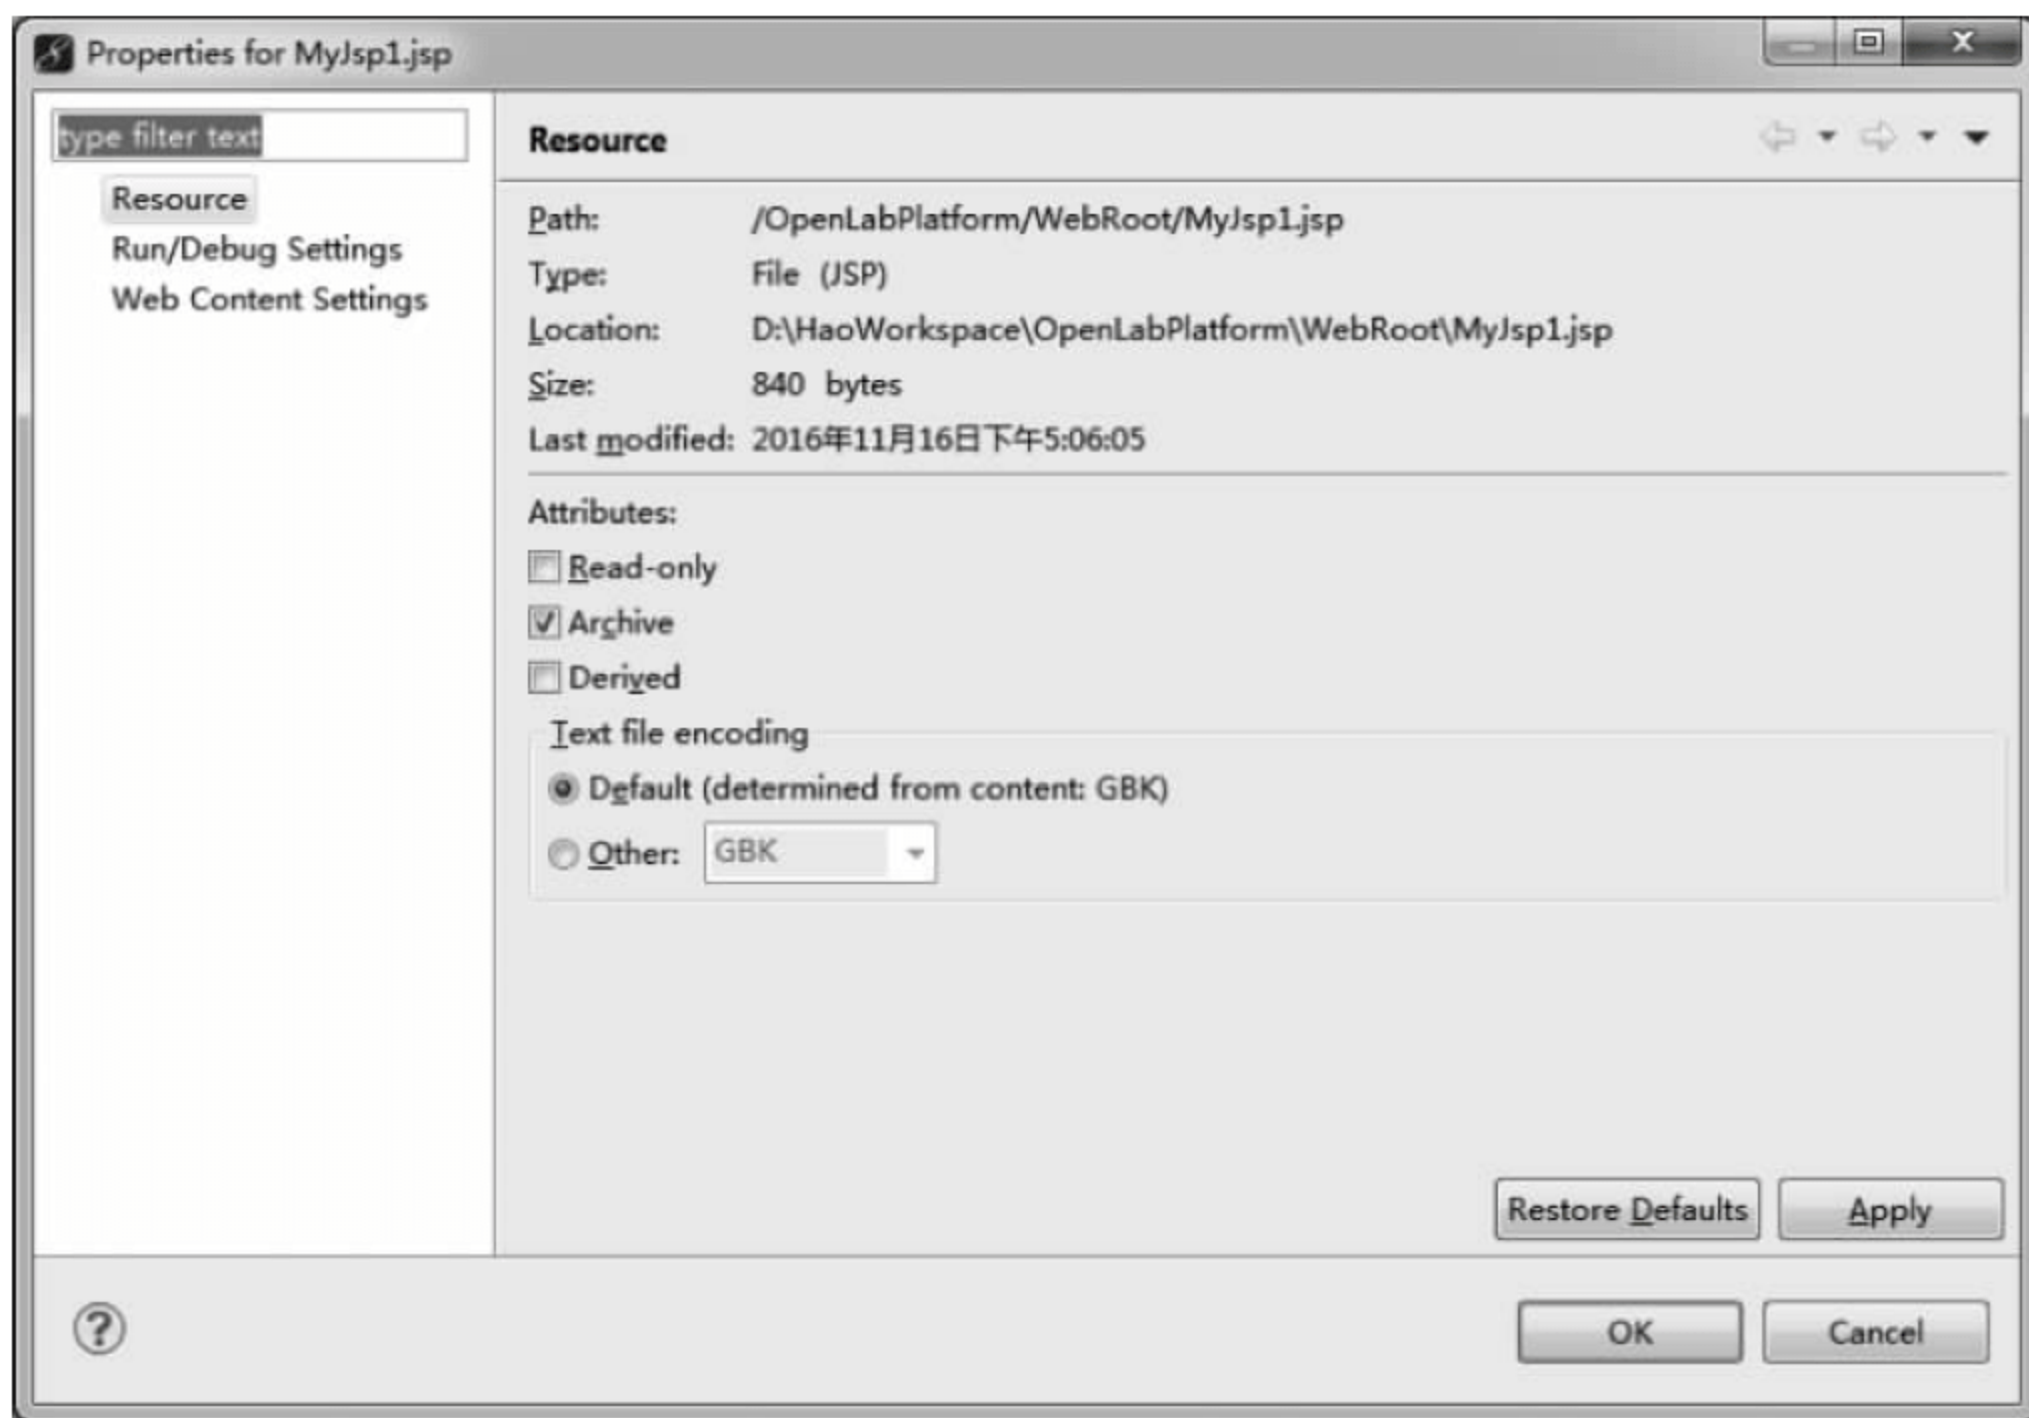 Properties for MyJsp1.jsp
type filter text
Resource
Run/Debug Settings
Web Content Settings
Resource
Path: /OpenLabPlatform/WebRoot/MyJsp1.jsp
Type: File (JSP)
Location: D:\HaoWorkspace\OpenLabPlatform\WebRoot\MyJsp1.jsp
Size: 840 bytes
Last modified: 2016年11月16日下午5:06:05
Attributes:
Read-only
Archive
Derived
Text file encoding
Default (determined from content: GBK)
Other: GBK
Restore Defaults Apply
OK Cancel